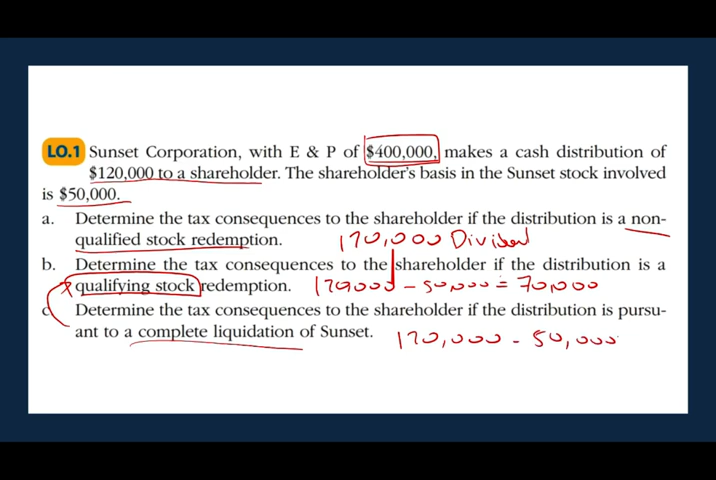 LO.1 Sunset Corporation, with E & P of $400,000, makes a cash distribution of
$120,000 to a shareholder. The shareholder's basis in the Sunset stock involved
is $50,000.
a. Determine the tax consequences to the shareholder if the distribution is a non-
qualified stock redemption. 120,000 Dividend
b. Determine the tax consequences to the shareholder if the distribution is a
qualifying stock redemption. 120,000 - 50,000 = 70,000
c. Determine the tax consequences to the shareholder if the distribution is pursu-
ant to a complete liquidation of Sunset. 120,000 - 50,000